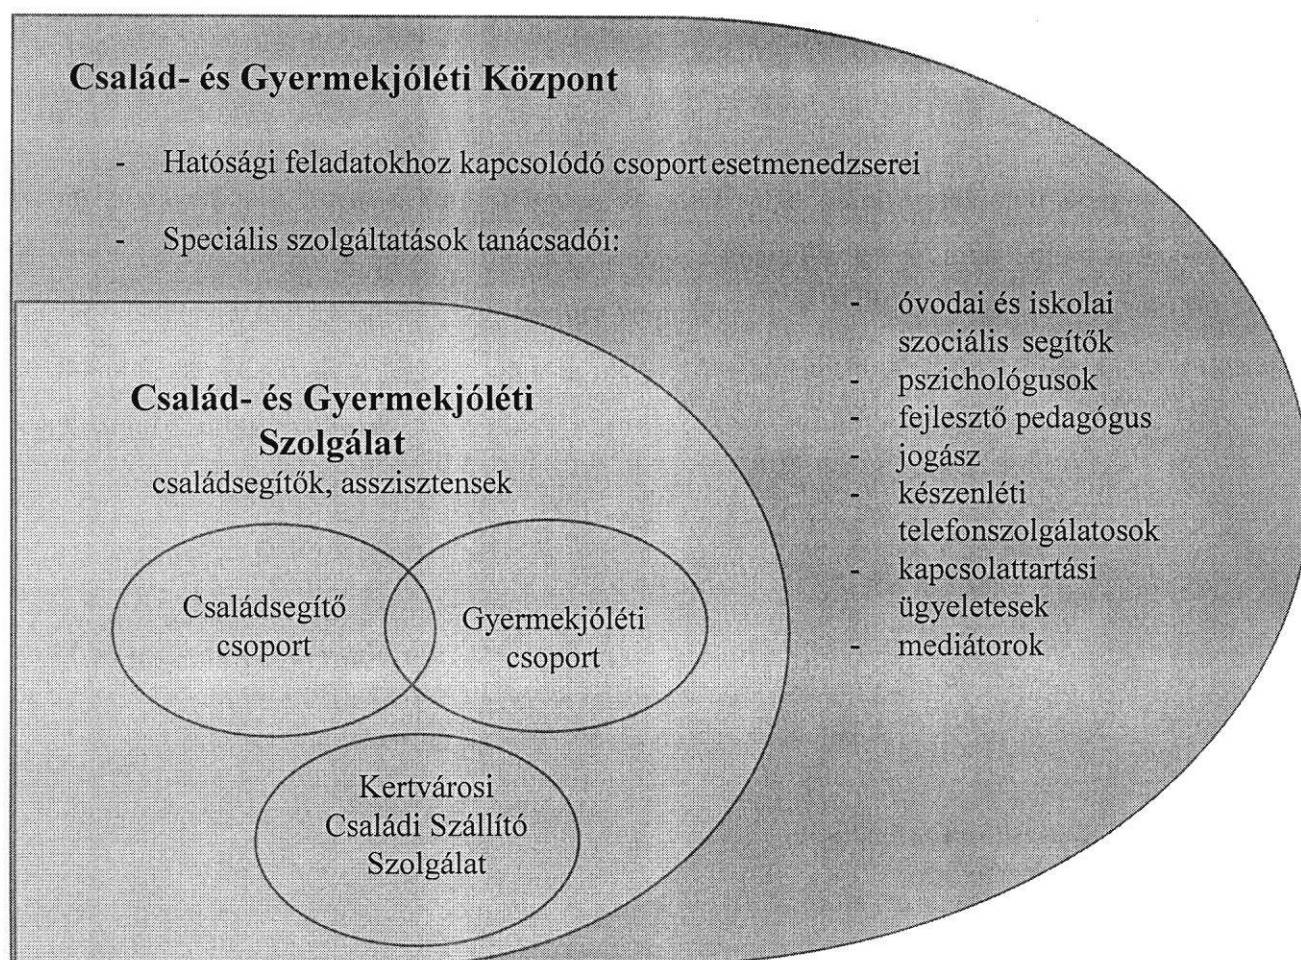 Család- és Gyermekjóléti Központ
- Hatósági feladatokhoz kapcsolódó csoport esetmenedzserei
- Speciális szolgáltatások tanácsadói:
- óvodai és iskolai
szociális segítők
- pszichológusok
- fejlesztő pedagógus
- jogász
- készenléti
telefonszolgálatosok
- kapcsolattartási
ügyeletesek
- mediátorok
Család- és Gyermekjóléti
Szolgálat
családsegítők, asszisztensek
Családsegítő
csoport
Gyermekjóléti
csoport
Kertvárosi
Családi Szállító
Szolgálat